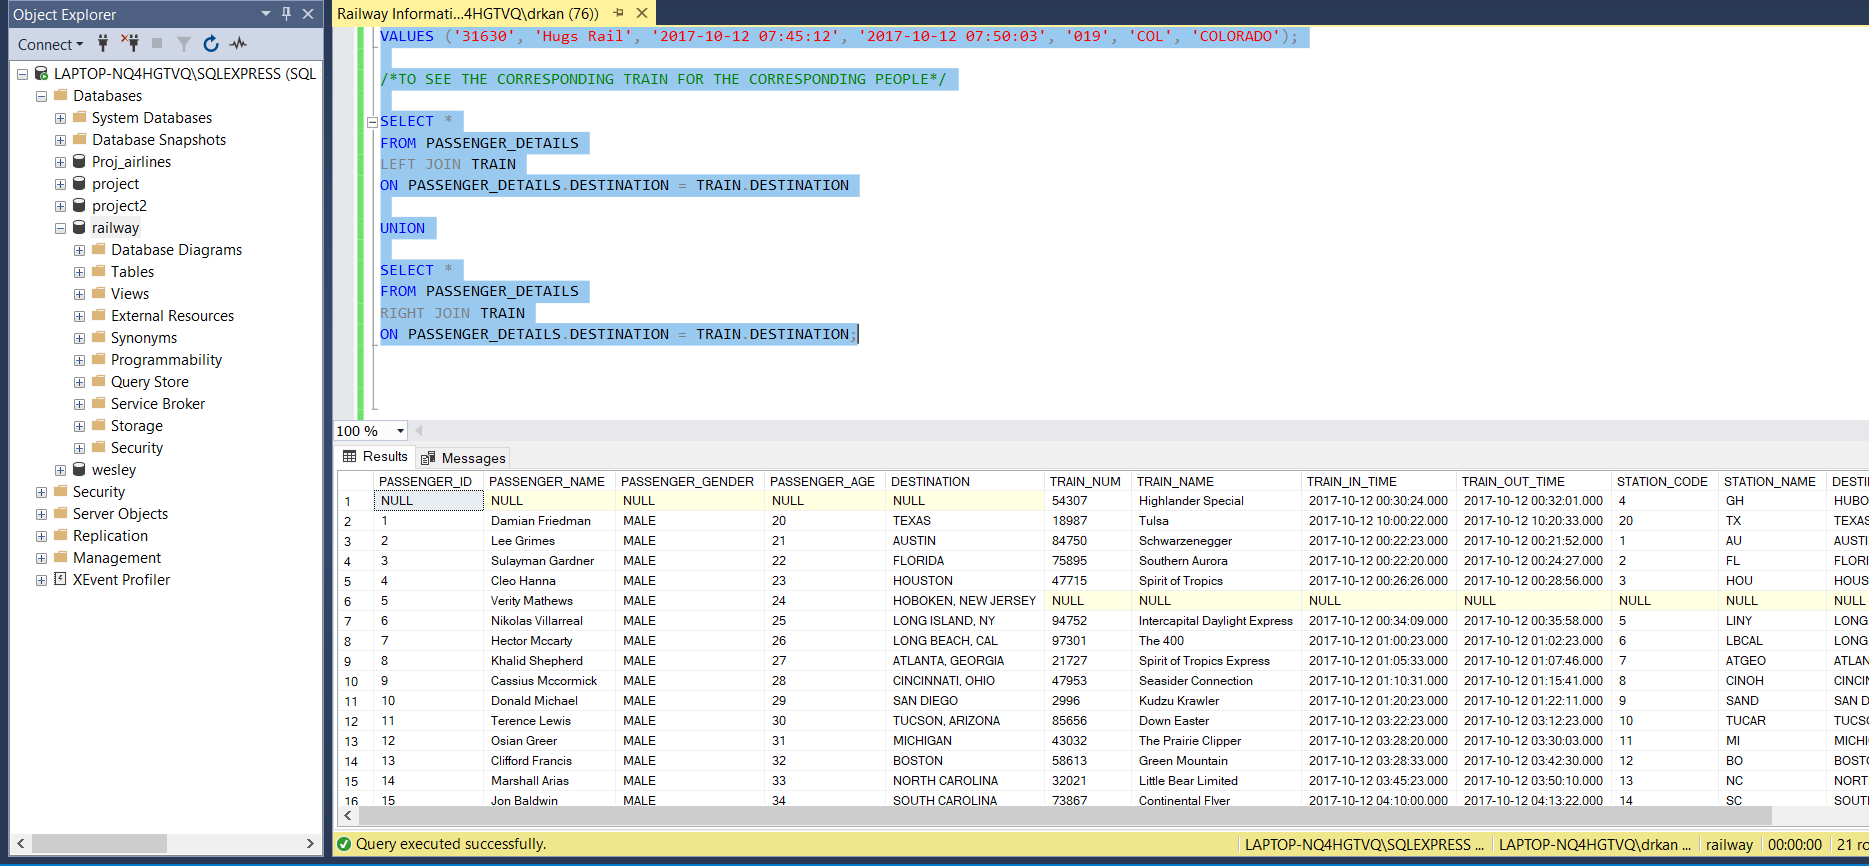 Object Explorer
Connect
LAPTOP-NQ4HGTVQ\SQLEXPRESS (SQL
Databases
System Databases
Database Snapshots
Proj_airlines
project
project2
railway
Database Diagrams
Tables
Views
External Resources
Synonyms
Programmability
Query Store
Service Broker
Storage
Security
wesley
Security
Server Objects
Replication
Management
XEvent Profiler
Railway Informati...4HGTVQ\drkan (76))
VALUES ('31630', 'Hugs Rail', '2017-10-12 07:45:12', '2017-10-12 07:50:03', '019', 'COL', 'COLORADO');
/*TO SEE THE CORRESPONDING TRAIN FOR THE CORRESPONDING PEOPLE*/
SELECT *
FROM PASSENGER_DETAILS
LEFT JOIN TRAIN
ON PASSENGER_DETAILS.DESTINATION = TRAIN.DESTINATION
UNION
SELECT *
FROM PASSENGER_DETAILS
RIGHT JOIN TRAIN
ON PASSENGER_DETAILS.DESTINATION = TRAIN.DESTINATION;
100 %
Results Messages
PASSENGER_ID PASSENGER_NAME PASSENGER_GENDER PASSENGER_AGE DESTINATION TRAIN_NUM TRAIN_NAME TRAIN_IN_TIME TRAIN_OUT_TIME STATION_CODE STATION_NAME DESTI
1 NULL NULL NULL NULL NULL 54307 Highlander Special 2017-10-12 00:30:24.000 2017-10-12 00:32:01.000 4 GH HUBO
2 1 Damian Friedman MALE 20 TEXAS 18987 Tulsa 2017-10-12 10:00:22.000 2017-10-12 10:20:33.000 20 TX TEXAS
3 2 Lee Grimes MALE 21 AUSTIN 84750 Schwarzenegger 2017-10-12 00:22:23.000 2017-10-12 00:21:52.000 1 AU AUSTI
4 3 Sulayman Gardner MALE 22 FLORIDA 75895 Southern Aurora 2017-10-12 00:22:20.000 2017-10-12 00:24:27.000 2 FL FLORI
5 4 Cleo Hanna MALE 23 HOUSTON 47715 Spirit of Tropics 2017-10-12 00:26:26.000 2017-10-12 00:28:56.000 3 HOU HOUS
6 5 Verity Mathews MALE 24 HOBOKEN, NEW JERSEY NULL NULL NULL NULL NULL NULL NULL
7 6 Nikolas Villarreal MALE 25 LONG ISLAND, NY 94752 Intercapital Daylight Express 2017-10-12 00:34:09.000 2017-10-12 00:35:58.000 5 LINY LONG
8 7 Hector Mccarty MALE 26 LONG BEACH, CAL 97301 The 400 2017-10-12 01:00:23.000 2017-10-12 01:02:23.000 6 LBCAL LONG
9 8 Khalid Shepherd MALE 27 ATLANTA, GEORGIA 21727 Spirit of Tropics Express 2017-10-12 01:05:33.000 2017-10-12 01:07:46.000 7 ATGEO ATLAN
10 9 Cassius Mccormick MALE 28 CINCINNATI, OHIO 47953 Seasider Connection 2017-10-12 01:10:31.000 2017-10-12 01:15:41.000 8 CINOH CINCI
11 10 Donald Michael MALE 29 SAN DIEGO 2996 Kudzu Krawler 2017-10-12 01:20:23.000 2017-10-12 01:22:11.000 9 SAND SAN D
12 11 Terence Lewis MALE 30 TUCSON, ARIZONA 85656 Down Easter 2017-10-12 03:22:23.000 2017-10-12 03:12:23.000 10 TUCAR TUCSO
13 12 Osian Greer MALE 31 MICHIGAN 43032 The Prairie Clipper 2017-10-12 03:28:20.000 2017-10-12 03:30:03.000 11 MI MICHI
14 13 Clifford Francis MALE 32 BOSTON 58613 Green Mountain 2017-10-12 03:28:33.000 2017-10-12 03:42:30.000 12 BO BOSTO
15 14 Marshall Arias MALE 33 NORTH CAROLINA 32021 Little Bear Limited 2017-10-12 03:45:23.000 2017-10-12 03:50:10.000 13 NC NORT
16 15 Jon Baldwin MALE 34 SOUTH CAROLINA 73867 Continental Flyer 2017-10-12 04:10:00.000 2017-10-12 04:13:22.000 14 SC SOUT
Query executed successfully. LAPTOP-NQ4HGTVQ\SQLEXPRESS ... LAPTOP-NQ4HGTVQ\drkan ... railway 00:00:00 21 ro